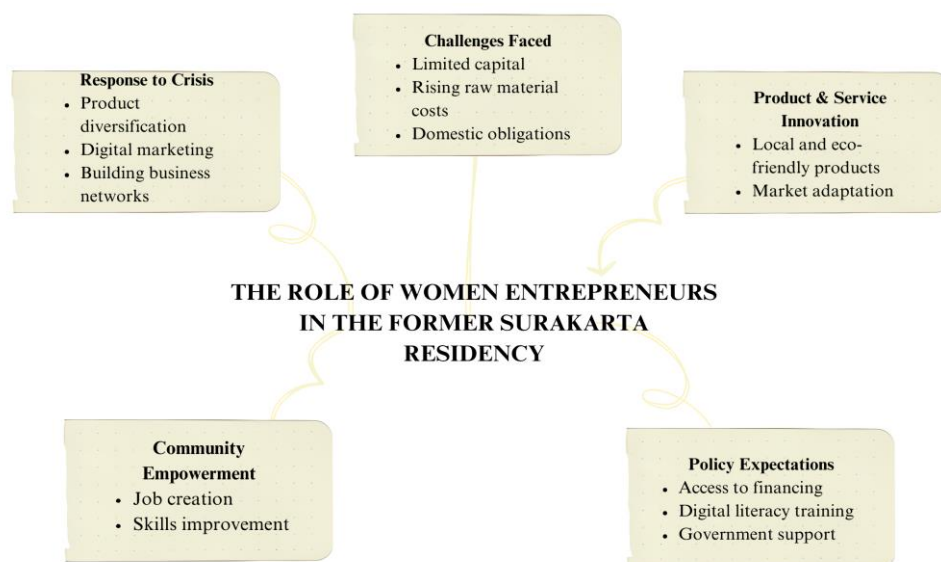 Challenges Faced
• Limited capital
• Rising raw material
costs
• Domestic obligations
Response to Crisis
• Product
diversification
• Digital marketing
• Building business
networks
Product & Service
Innovation
• Local and eco-
friendly products
• Market adaptation
THE ROLE OF WOMEN ENTREPRENEURS
IN THE FORMER SURAKARTA
RESIDENCY
Community
Empowerment
• Job creation
• Skills improvement
Policy Expectations
• Access to financing
• Digital literacy training
• Government support